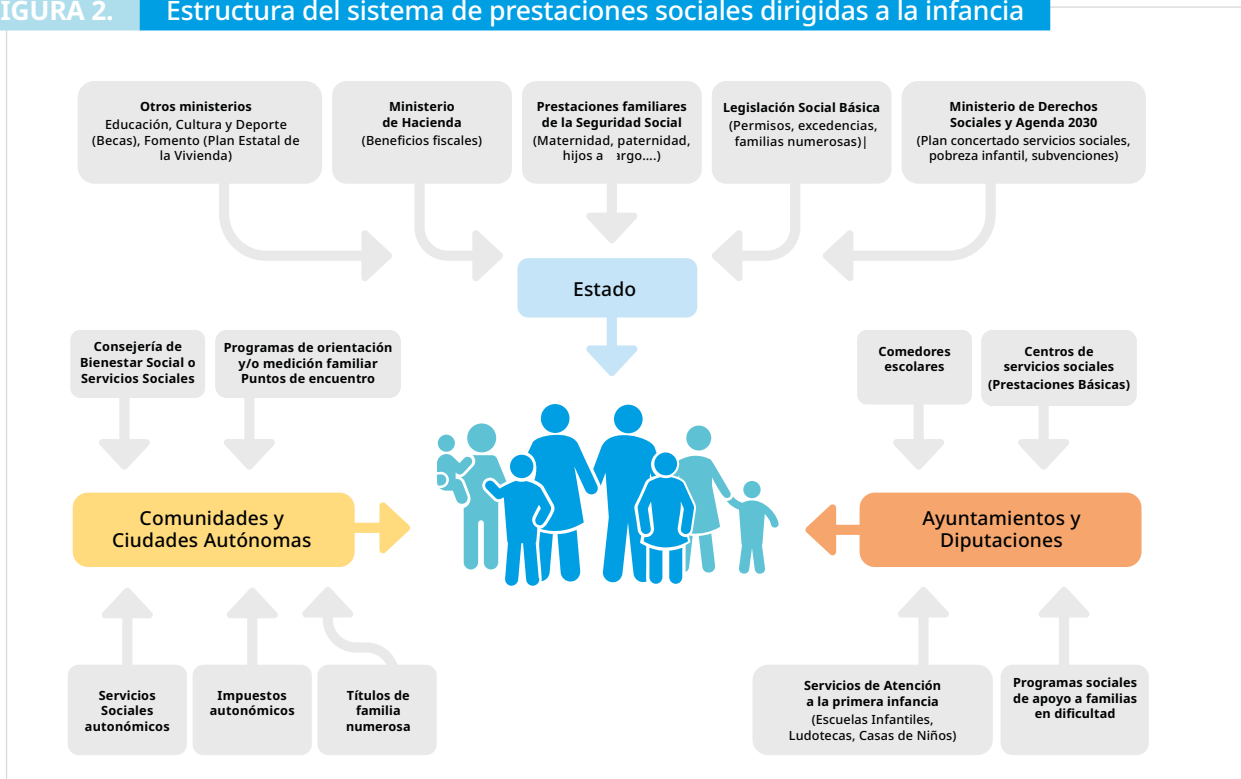 IGURA 2.
Estructura del sistema de prestaciones sociales dirigidas a la infancia
Otros ministerios
Educación, Cultura y Deporte
(Becas), Fomento (Plan Estatal de
la Vivienda)
Ministerio
de Hacienda
(Beneficios fiscales)
Prestaciones familiares
de la Seguridad Social
(Maternidad, paternidad,
hijos a argo....)
Legislación Social Básica
(Permisos, excedencias,
familias numerosas)|
Ministerio de Derechos
Sociales y Agenda 2030
(Plan concertado servicios sociales,
pobreza infantil, subvenciones)
Estado
Consejería de
Bienestar Social o
Servicios Sociales
Programas de orientación
y/o medición familiar
Puntos de encuentro
Comedores
escolares
Centros de
servicios sociales
(Prestaciones Básicas)
Comunidades y
Ciudades Autónomas
Ayuntamientos y
Diputaciones
Servicios
Sociales
autonómicos
Impuestos
autonómicos
Títulos de
familia
numerosa
Servicios de Atención
a la primera infancia
(Escuelas Infantiles,
Ludotecas, Casas de Niños)
Programas sociales
de apoyo a familias
en dificultad